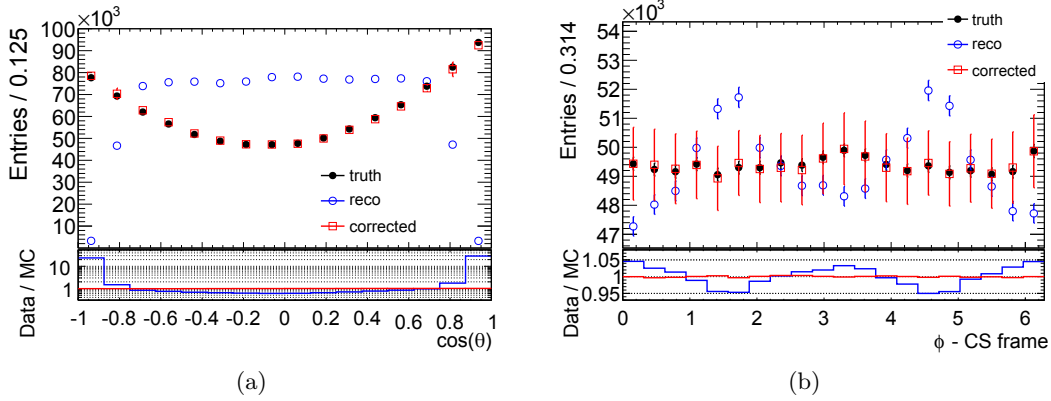 ×10³
Entries / 0.125
100
90
80
70
60
50
40
30
20
10
truth
reco
corrected
Data / MC
10
1
-1 -0.8 -0.6 -0.4 -0.2 0 0.2 0.4 0.6 0.8 1
cos(θ)
(a)
×10³
Entries / 0.314
54
53
52
51
50
49
48
47
truth
reco
corrected
Data / MC
1.05
1
0.95
0 1 2 3 4 5 6
ϕ - CS frame
(b)